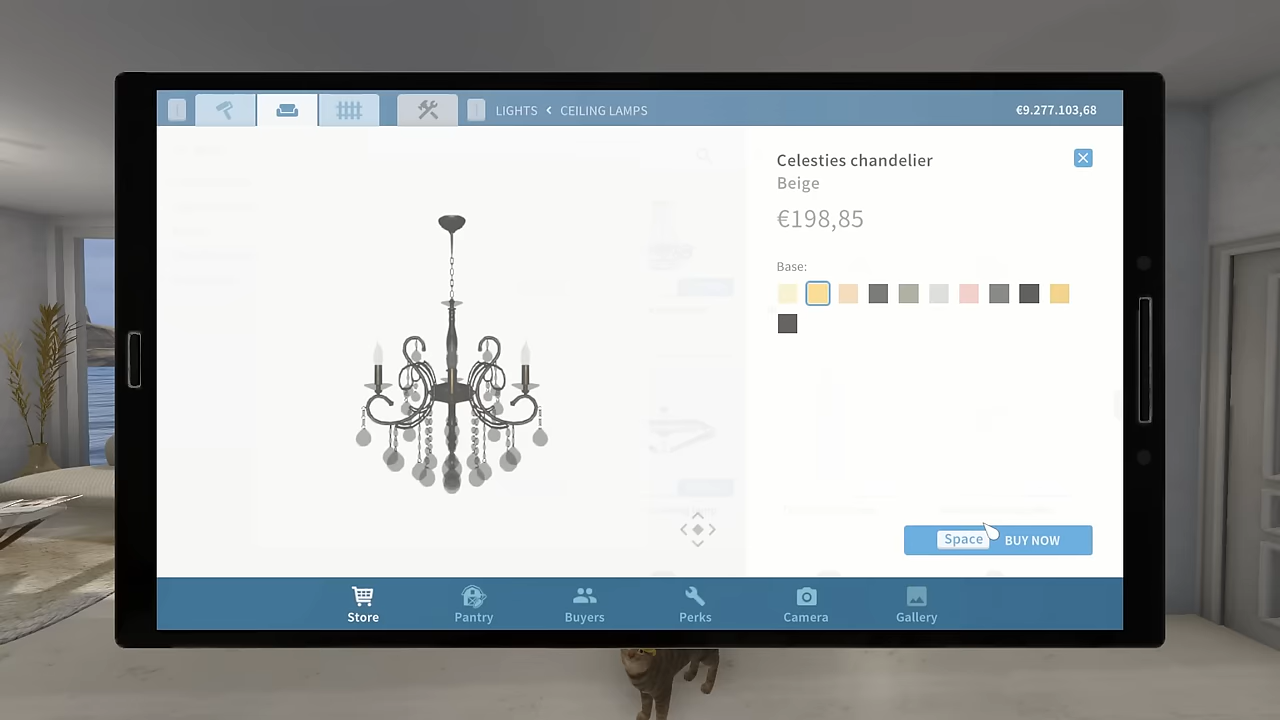 LIGHTS < CEILING LAMPS
€9.277.103,68
Celesties chandelier
Beige
€198,85
Base:
Space BUY NOW
Store Pantry Buyers Perks Camera Gallery